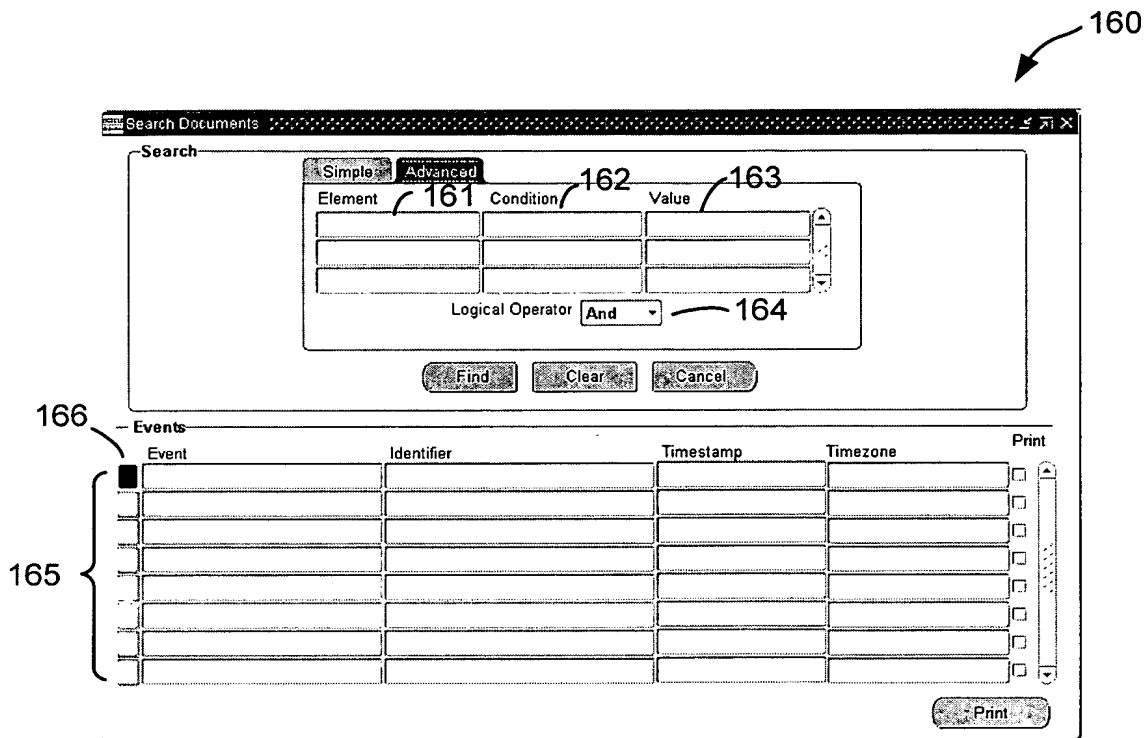 160
Search Documents
Search
Simple Advanced
161 162 163
Element Condition Value
Logical Operator And 164
Find Clear Cancel
166
Events
Print
Event Identifier Timestamp Timezone
165
Print